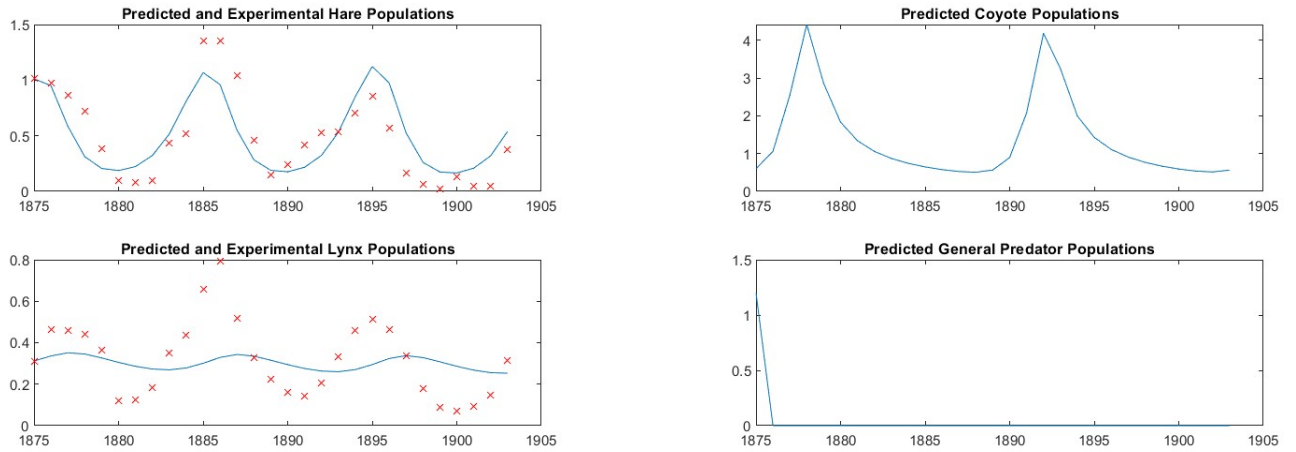 Predicted and Experimental Hare Populations
1.5
1
0.5
0
1875 1880 1885 1890 1895 1900 1905
Predicted Coyote Populations
4
3
2
1
0
1875 1880 1885 1890 1895 1900 1905
Predicted and Experimental Lynx Populations
0.8
0.6
0.4
0.2
0
1875 1880 1885 1890 1895 1900 1905
Predicted General Predator Populations
1.5
1
0.5
0
1875 1880 1885 1890 1895 1900 1905